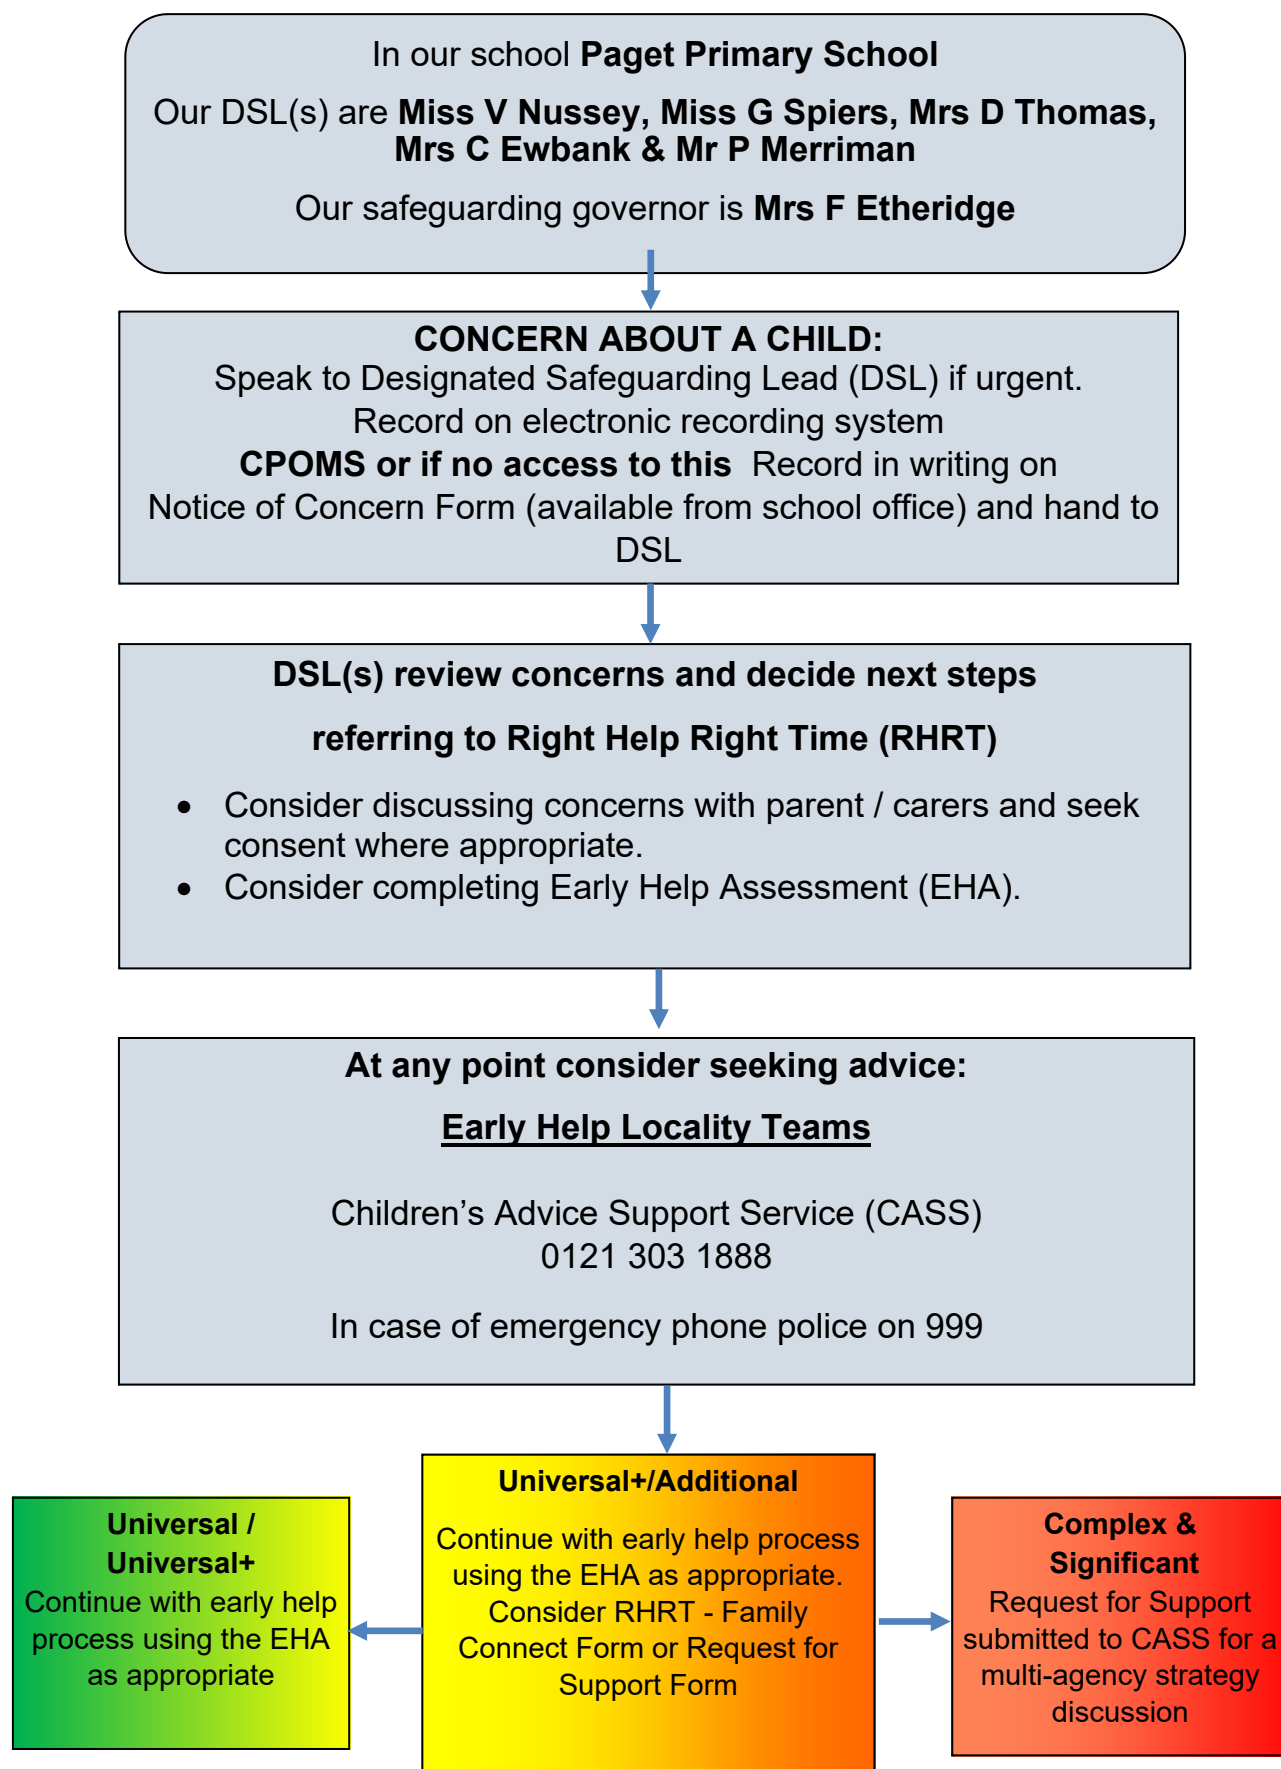 In our school Paget Primary School
Our DSL(s) are Miss V Nussey, Miss G Spiers, Mrs D Thomas,
Mrs C Ewbank & Mr P Merriman
Our safeguarding governor is Mrs F Etheridge
CONCERN ABOUT A CHILD:
Speak to Designated Safeguarding Lead (DSL) if urgent.
Record on electronic recording system
CPOMS or if no access to this Record in writing on
Notice of Concern Form (available from school office) and hand to
DSL
DSL(s) review concerns and decide next steps
referring to Right Help Right Time (RHRT)
• Consider discussing concerns with parent / carers and seek
consent where appropriate.
• Consider completing Early Help Assessment (EHA).
At any point consider seeking advice:
Early Help Locality Teams
Children’s Advice Support Service (CASS)
0121 303 1888
In case of emergency phone police on 999
Universal /
Universal+
Continue with early help
process using the EHA
as appropriate
Universal+/Additional
Continue with early help process
using the EHA as appropriate.
Consider RHRT - Family
Connect Form or Request for
Support Form
Complex &
Significant
Request for Support
submitted to CASS for a
multi-agency strategy
discussion